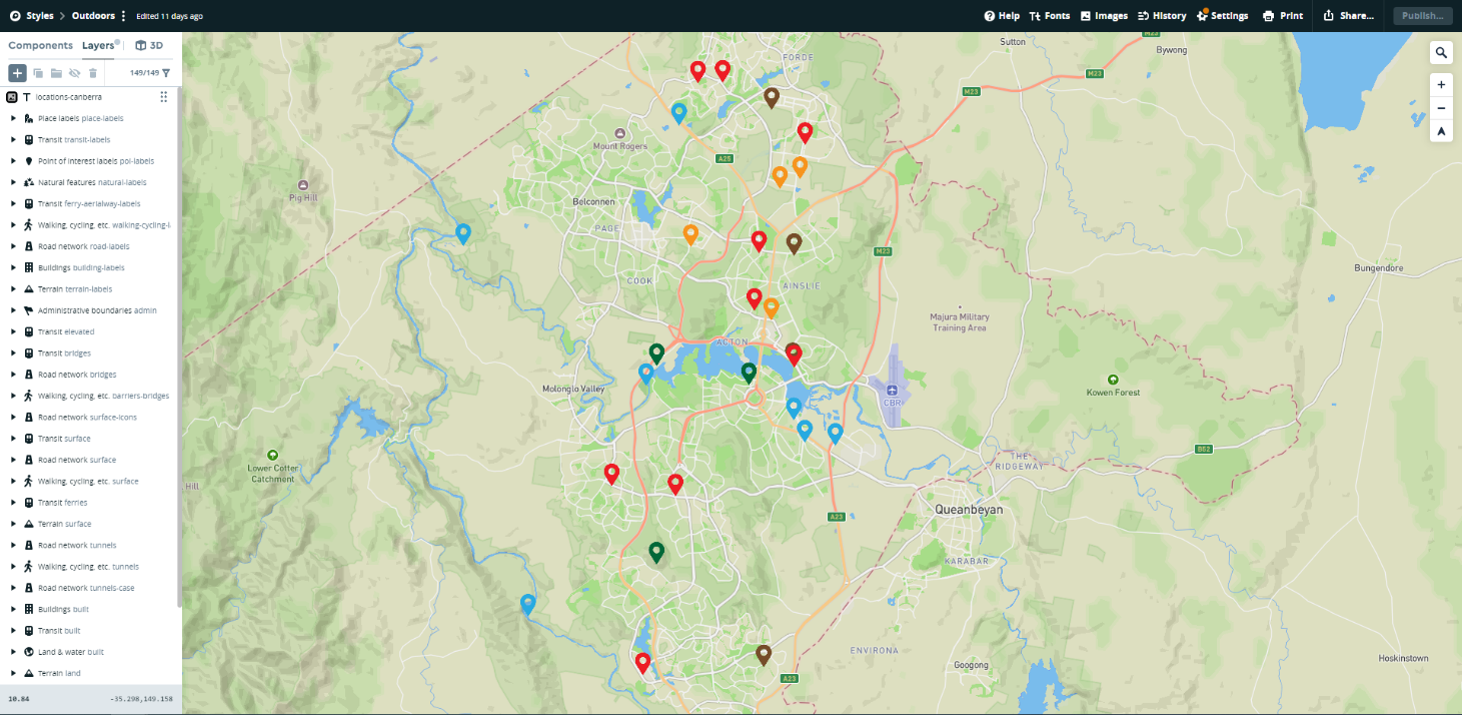 Styles > Outdoors Edited 11 days ago
Help Fonts Images History Settings Print Share... Publish...
Components Layers 3D
149/149
locations-canberra
Place labels place-labels
Transit transit-labels
Point of interest labels poi-labels
Natural features natural-labels
Transit ferry-aerialway-labels
Walking, cycling, etc. walking-cycling-l
Road network road-labels
Buildings building-labels
Terrain terrain-labels
Administrative boundaries admin
Transit elevated
Transit bridges
Road network bridges
Walking, cycling, etc. barriers-bridges
Road network surface-icons
Transit surface
Road network surface
Walking, cycling, etc. surface
Transit ferries
Terrain surface
Road network tunnels
Walking, cycling, etc. tunnels
Road network tunnels-case
Buildings built
Transit built
Land & water built
Terrain land
10.84 -35.298,149.158
M23
Sutton
Bywong
FORDE
M23
M23
Mount Rogers
A25
Pig Hill
Belconnen
PAGE
M23
Bungendore
COOK
AINSLIE
Majura Military
Training Area
ACTON
Molonglo Valley
CBR
Kowen Forest
B52
Lower Cotter
Catchment
THE
RIDGEWAY
Hill
Queanbeyan
A23
KARABAR
ENVIRONA
Googong
Hoskinstown
A23